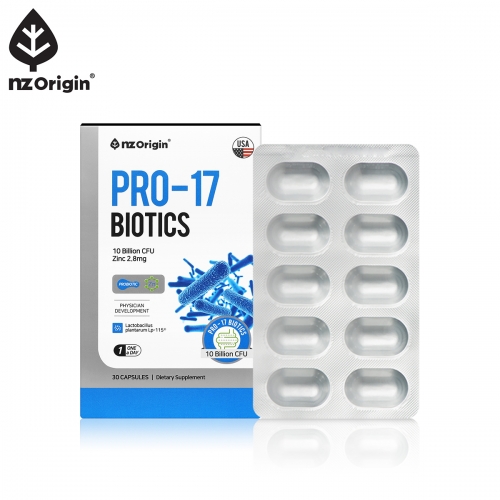 nzOrigin®
nzOrigin®
USA
PRO-17
BIOTICS
10 Billion CFU
Zinc 2.8mg
PROBIOTIC
PHYSICIAN
DEVELOPMENT
Lactobacillus
plantarum Lp-115®
1 ONE
a DAY
PRO-17 BIOTICS
10 Billion CFU
30 CAPSULES | Dietary Supplement